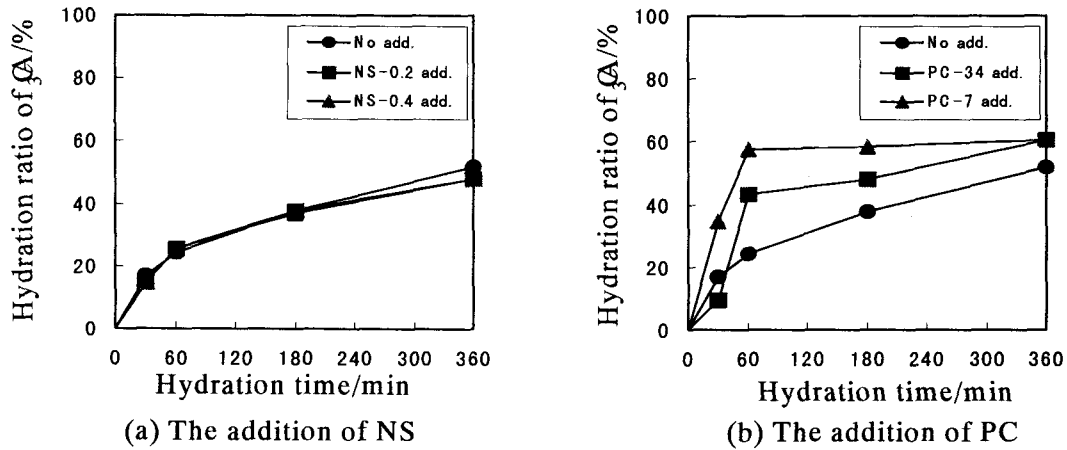 100
80
60
40
20
0
Hydration ratio of C₃A/%
No add.
NS-0.2 add.
NS-0.4 add.
0 60 120 180 240 300 360
Hydration time/min
(a) The addition of NS
100
80
60
40
20
0
Hydration ratio of C₃A/%
No add.
PC-34 add.
PC-7 add.
0 60 120 180 240 300 360
Hydration time/min
(b) The addition of PC